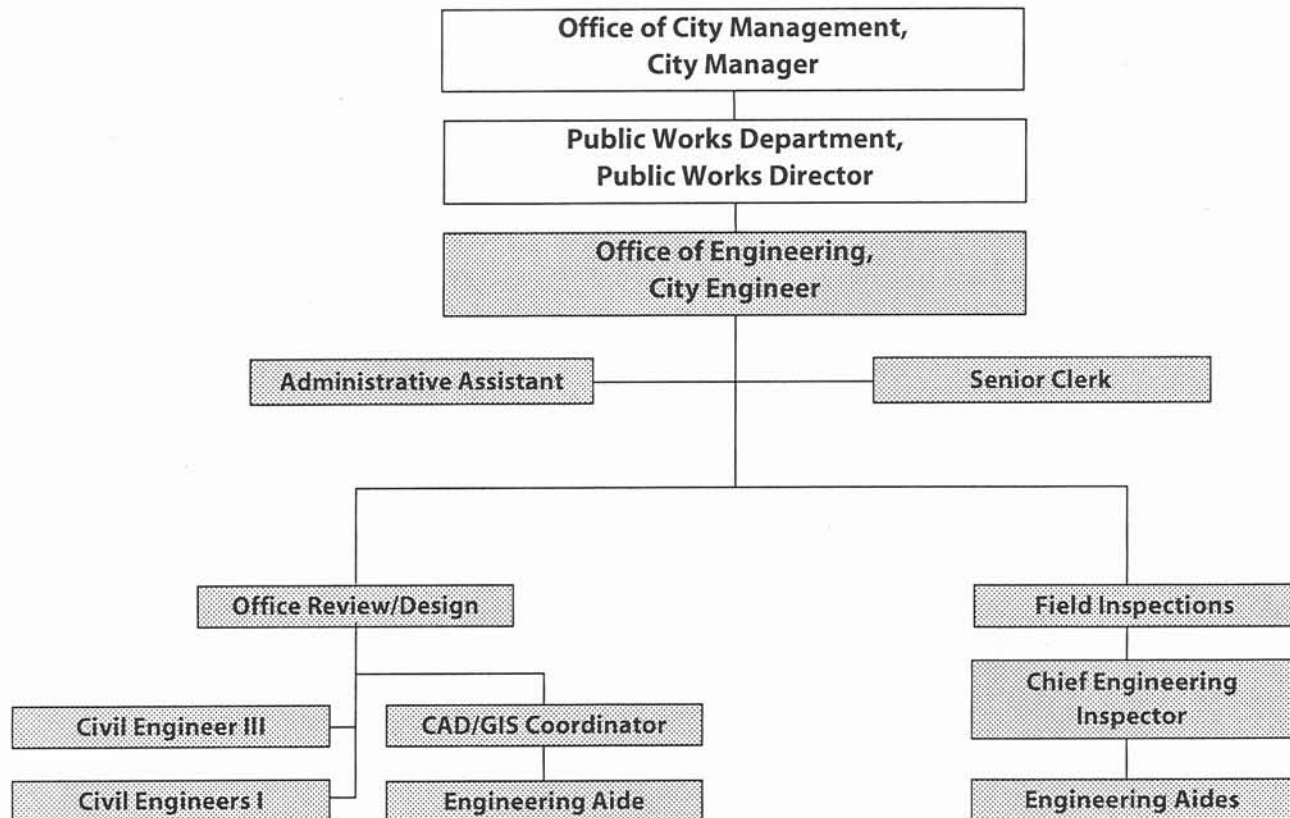 Office of City Management,
City Manager
Public Works Department,
Public Works Director
Office of Engineering,
City Engineer
Administrative Assistant
Senior Clerk
Office Review/Design
Field Inspections
Civil Engineer III
CAD/GIS Coordinator
Chief Engineering
Inspector
Civil Engineers I
Engineering Aide
Engineering Aides